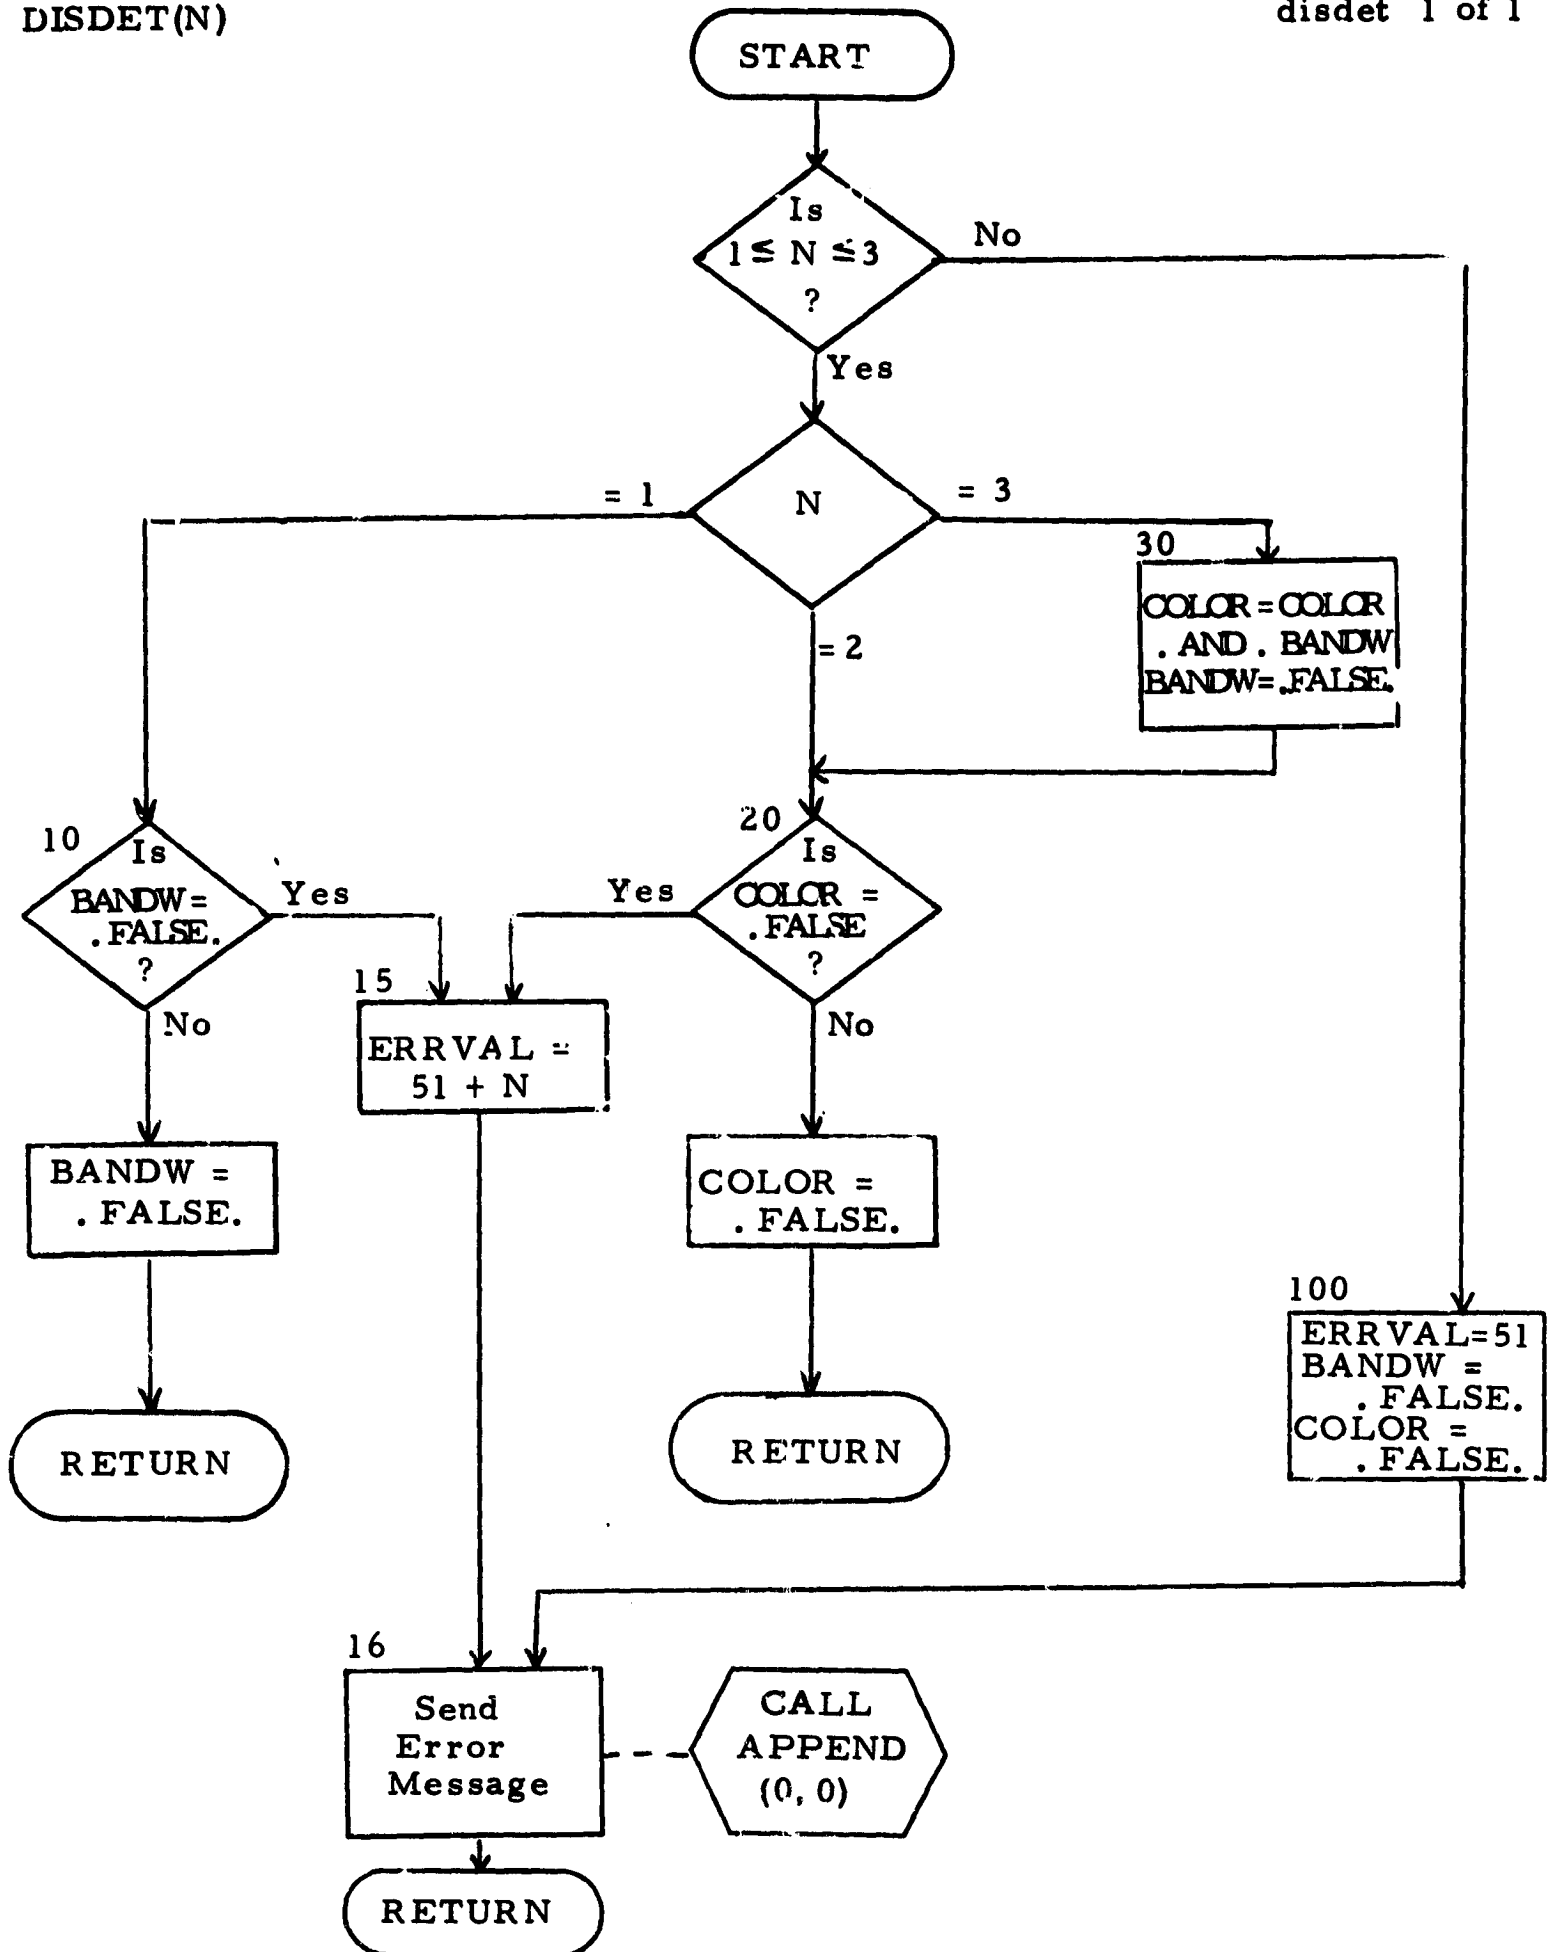 DISDET(N)
disdet 1 of 1
START
Is
1 ≤ N ≤ 3
?
No
Yes
N
= 1
= 3
= 2
30
COLOR = COLOR
. AND . BANDW
BANDW= .FALSE.
10
Is
BANDW =
. FALSE.
?
Yes
No
20
Is
COLOR =
. FALSE
?
Yes
No
15
ERRVAL =
51 + N
BANDW =
. FALSE.
COLOR =
. FALSE.
100
ERRVAL=51
BANDW =
. FALSE.
COLOR =
. FALSE.
RETURN
RETURN
16
Send
Error
Message
CALL
APPEND
(0, 0)
RETURN